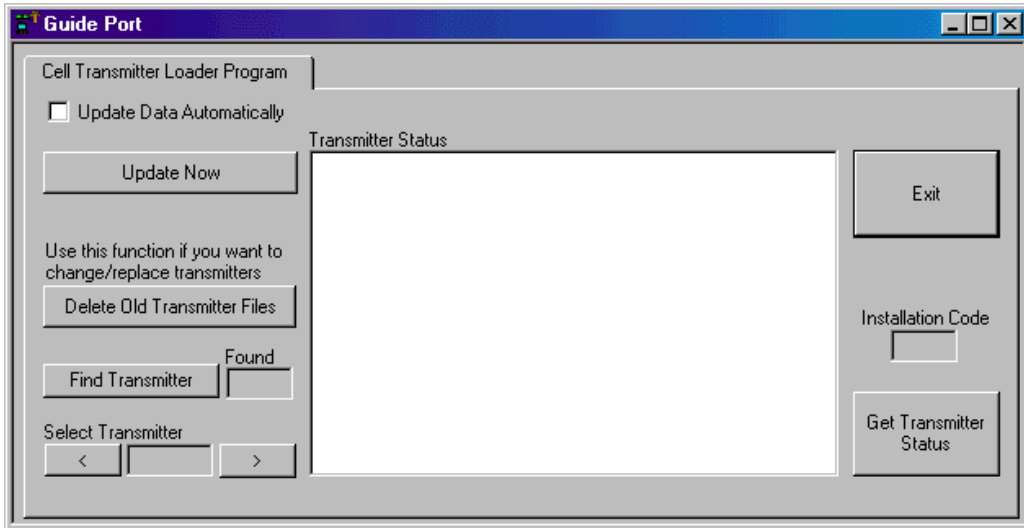 Guide Port
Cell Transmitter Loader Program
Update Data Automatically
Transmitter Status
Update Now
Exit
Use this function if you want to
change/replace transmitters
Delete Old Transmitter Files
Installation Code
Found
Find Transmitter
Select Transmitter
<
>
Get Transmitter
Status